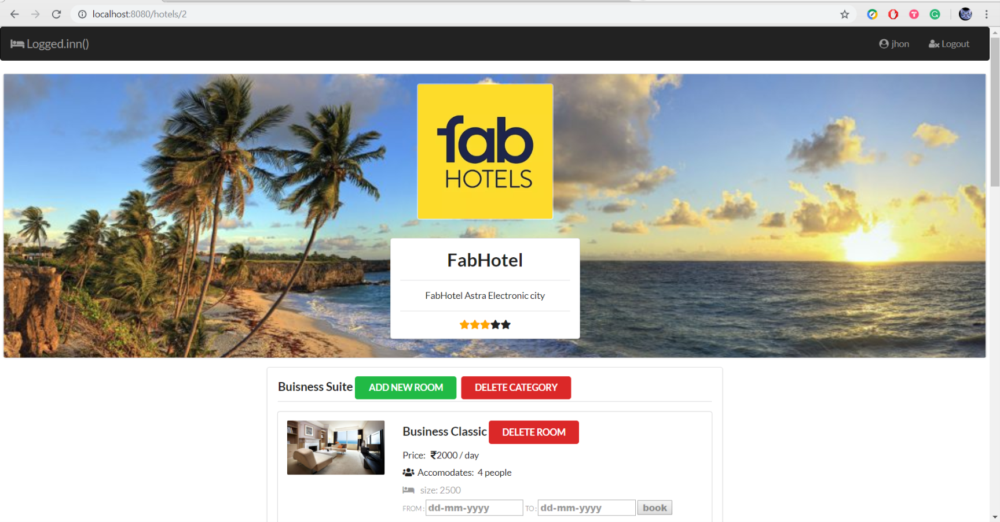 localhost:8080/hotels/2
Logged.inn()
jhon
Logout
fab
HOTELS
FabHotel
FabHotel Astra Electronic city
Buisness Suite ADD NEW ROOM DELETE CATEGORY
Business Classic DELETE ROOM
Price: ₹2000 / day
Accomodates: 4 people
size: 2500
FROM: dd-mm-yyyy TO: dd-mm-yyyy book